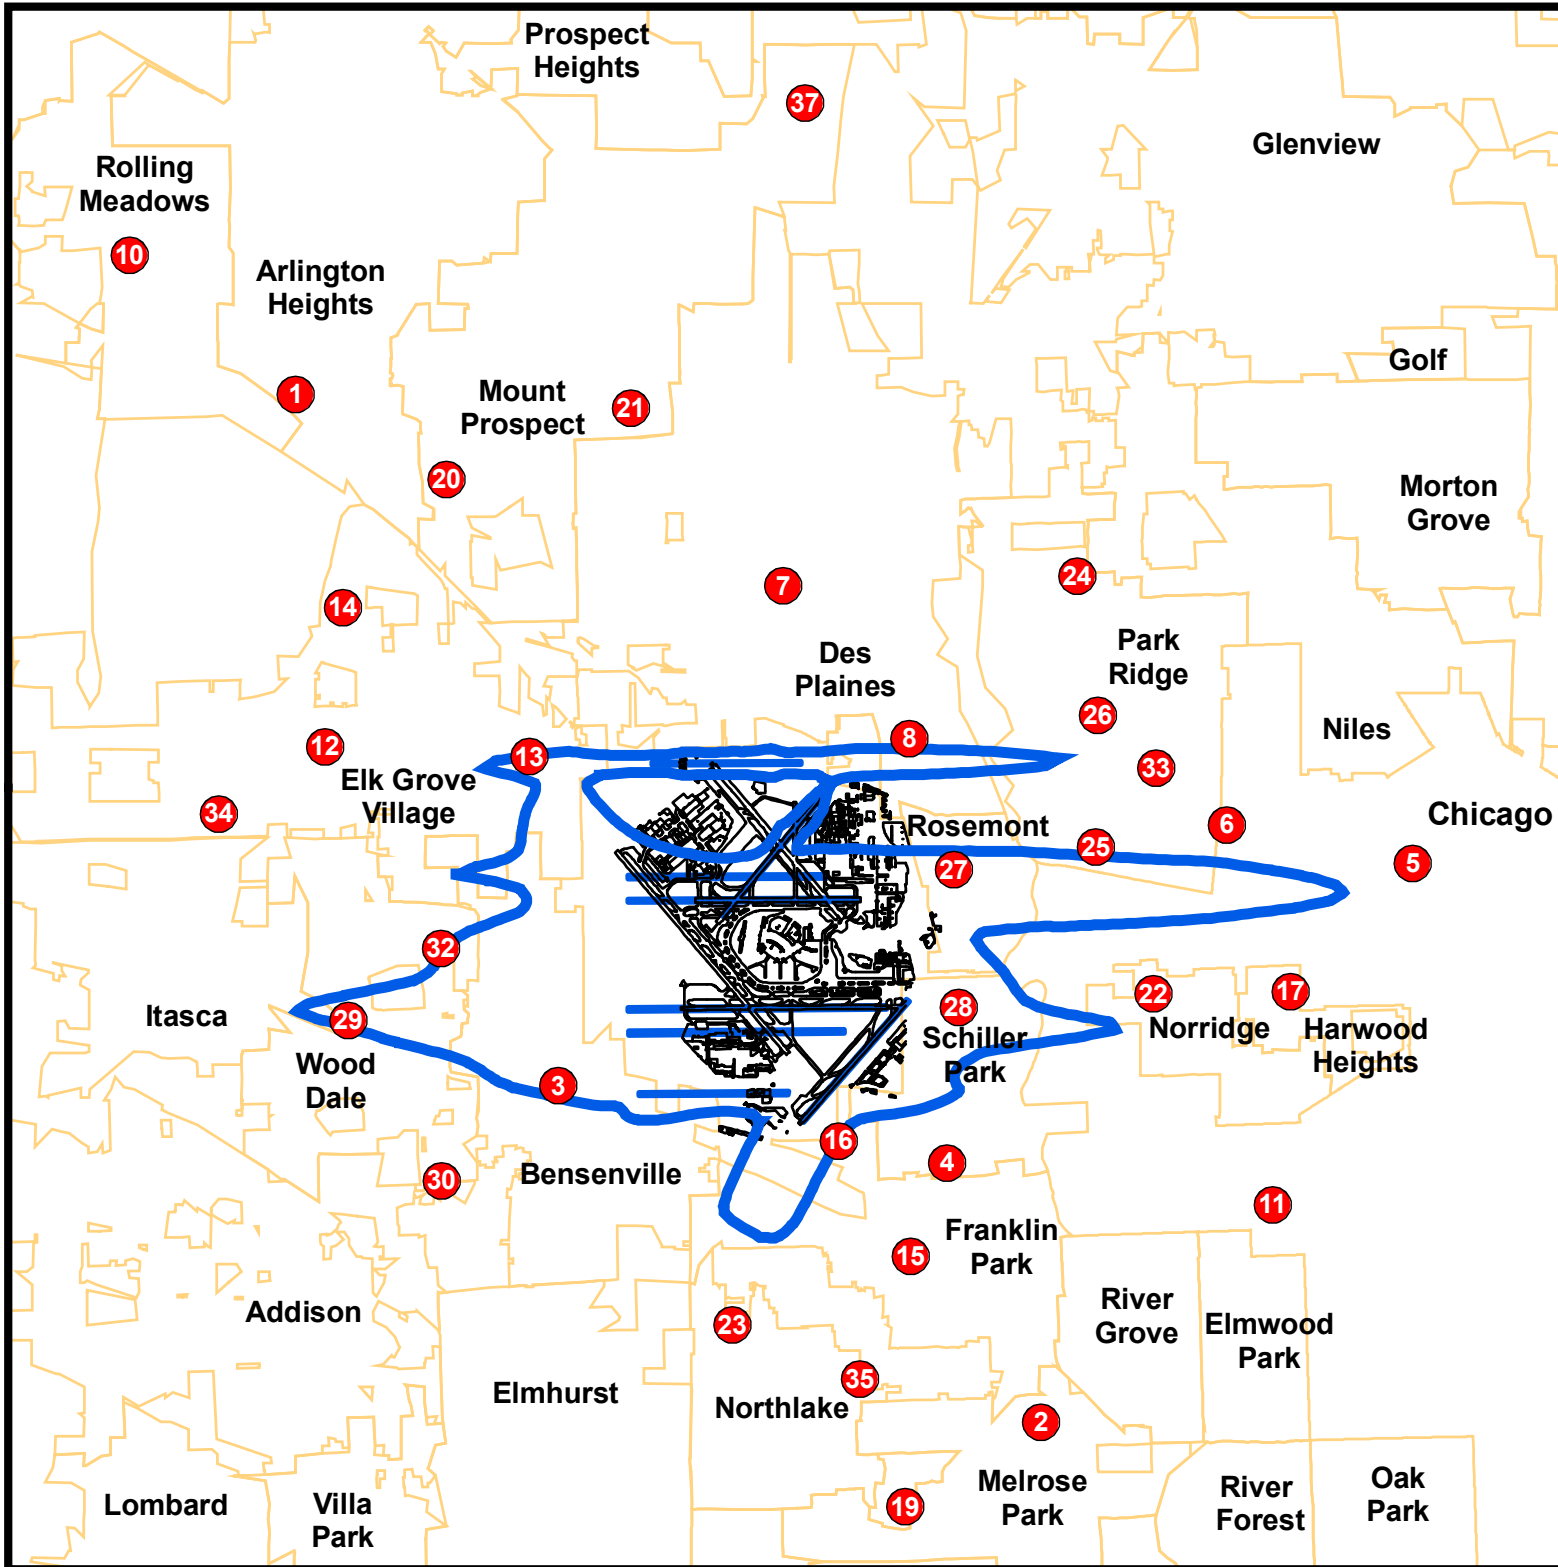 Prospect
Heights
37
Glenview
Rolling
Meadows
10
Arlington
Heights
Golf
1
Mount
Prospect
21
20
Morton
Grove
24
7
14
Park
Ridge
Des
Plaines
26
Niles
8
12
13
33
Elk Grove
Village
34
Chicago
Rosemont
6
25
5
27
32
22
17
28
Itasca
29
Norridge
Harwood
Heights
Schiller
Park
Wood
Dale
3
16
4
Bensenville
30
11
Franklin
Park
15
Addison
23
River
Grove
Elmwood
Park
35
Elmhurst
Northlake
2
Melrose
Park
19
Lombard
Villa
Park
River
Forest
Oak
Park